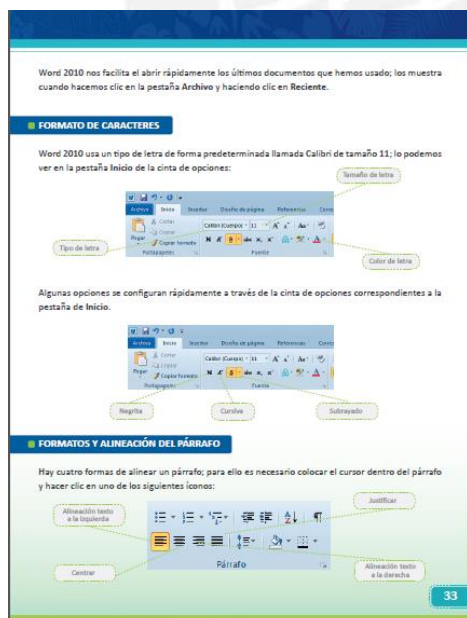 Word 2010 nos facilita el abrir rápidamente los últimos documentos que hemos usado; los muestra
cuando hacemos clic en la pestaña Archivo y haciendo clic en Reciente.
FORMATO DE CARACTERES
Word 2010 usa un tipo de letra de forma predeterminada llamada Calibri de tamaño 11; lo podemos
ver en la pestaña Inicio de la cinta de opciones:
Tamaño de letra
Archivo Inicio Insertar Diseño de página Referencias
Cortar
Copiar
Pegar
Copiar formato
Calibri (Cuerpo) 11
N K S abc x, x² A
Portapapeles Fuente
Tipo de letra
Color de letra
Algunas opciones se configuran rápidamente a través de la cinta de opciones correspondientes a la
pestaña de Inicio.
Archivo Inicio Insertar Diseño de página Referencias
Cortar
Copiar
Pegar
Copiar formato
Calibri (Cuerpo) 11
N K S abc x, x² A
Portapapeles Fuente
Negrita Cursiva Subrayado
FORMATOS Y ALINEACIÓN DEL PÁRRAFO
Hay cuatro formas de alinear un párrafo; para ello es necesario colocar el cursor dentro del párrafo
y hacer clic en uno de los siguientes íconos:
Alineación texto
a la izquierda
Justificar
Párrafo
Centrar
Alineación texto
a la derecha
33